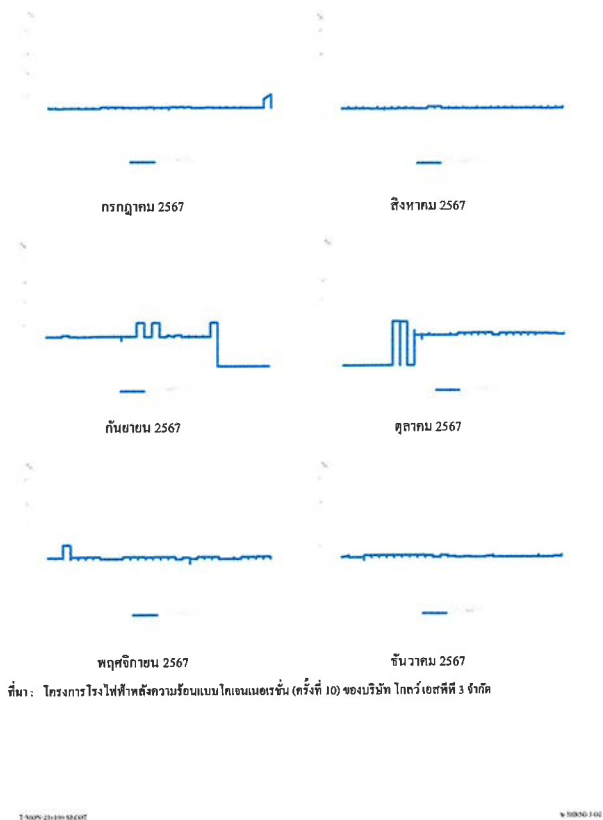 กรกฎาคม 2567
สิงหาคม 2567
กันยายน 2567
ตุลาคม 2567
พฤศจิกายน 2567
ธันวาคม 2567
ที่มา : โครงการโรงไฟฟ้าพลังความร้อนแบบโคเจนเนอเรชั่น (ครั้งที่ 10) ของบริษัท โกลว์ เอสพีพี 3 จำกัด